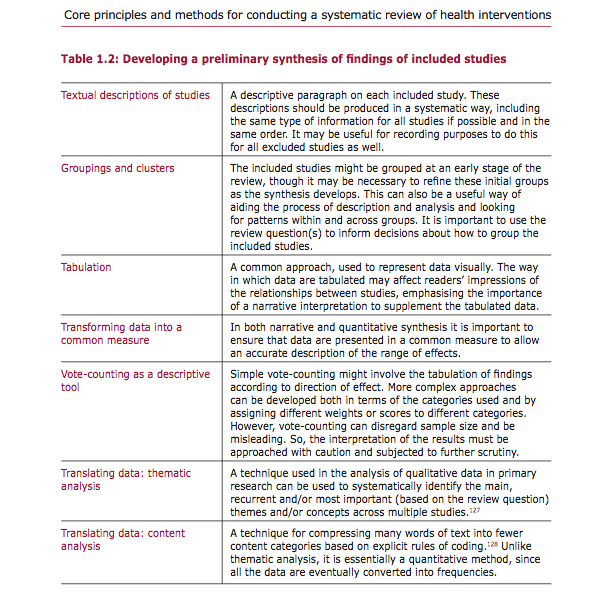 Core principles and methods for conducting a systematic review of health interventions
Table 1.2: Developing a preliminary synthesis of findings of included studies
Textual descriptions of studies
A descriptive paragraph on each included study. These
descriptions should be produced in a systematic way, including
the same type of information for all studies if possible and in the
same order. It may be useful for recording purposes to do this
for all excluded studies as well.
Groupings and clusters
The included studies might be grouped at an early stage of the
review, though it may be necessary to refine these initial groups
as the synthesis develops. This can also be a useful way of
aiding the process of description and analysis and looking
for patterns within and across groups. It is important to use the
review question(s) to inform decisions about how to group the
included studies.
Tabulation
A common approach, used to represent data visually. The way
in which data are tabulated may affect readers' impressions of
the relationships between studies, emphasising the importance
of a narrative interpretation to supplement the tabulated data.
Transforming data into a
common measure
In both narrative and quantitative synthesis it is important to
ensure that data are presented in a common measure to allow
an accurate description of the range of effects.
Vote-counting as a descriptive
tool
Simple vote-counting might involve the tabulation of findings
according to direction of effect. More complex approaches
can be developed both in terms of the categories used and by
assigning different weights or scores to different categories.
However, vote-counting can disregard sample size and be
misleading. So, the interpretation of the results must be
approached with caution and subjected to further scrutiny.
Translating data: thematic
analysis
A technique used in the analysis of qualitative data in primary
research can be used to systematically identify the main,
recurrent and/or most important (based on the review question)
themes and/or concepts across multiple studies.127
Translating data: content
analysis
A technique for compressing many words of text into fewer
content categories based on explicit rules of coding.128 Unlike
thematic analysis, it is essentially a quantitative method, since
all the data are eventually converted into frequencies.